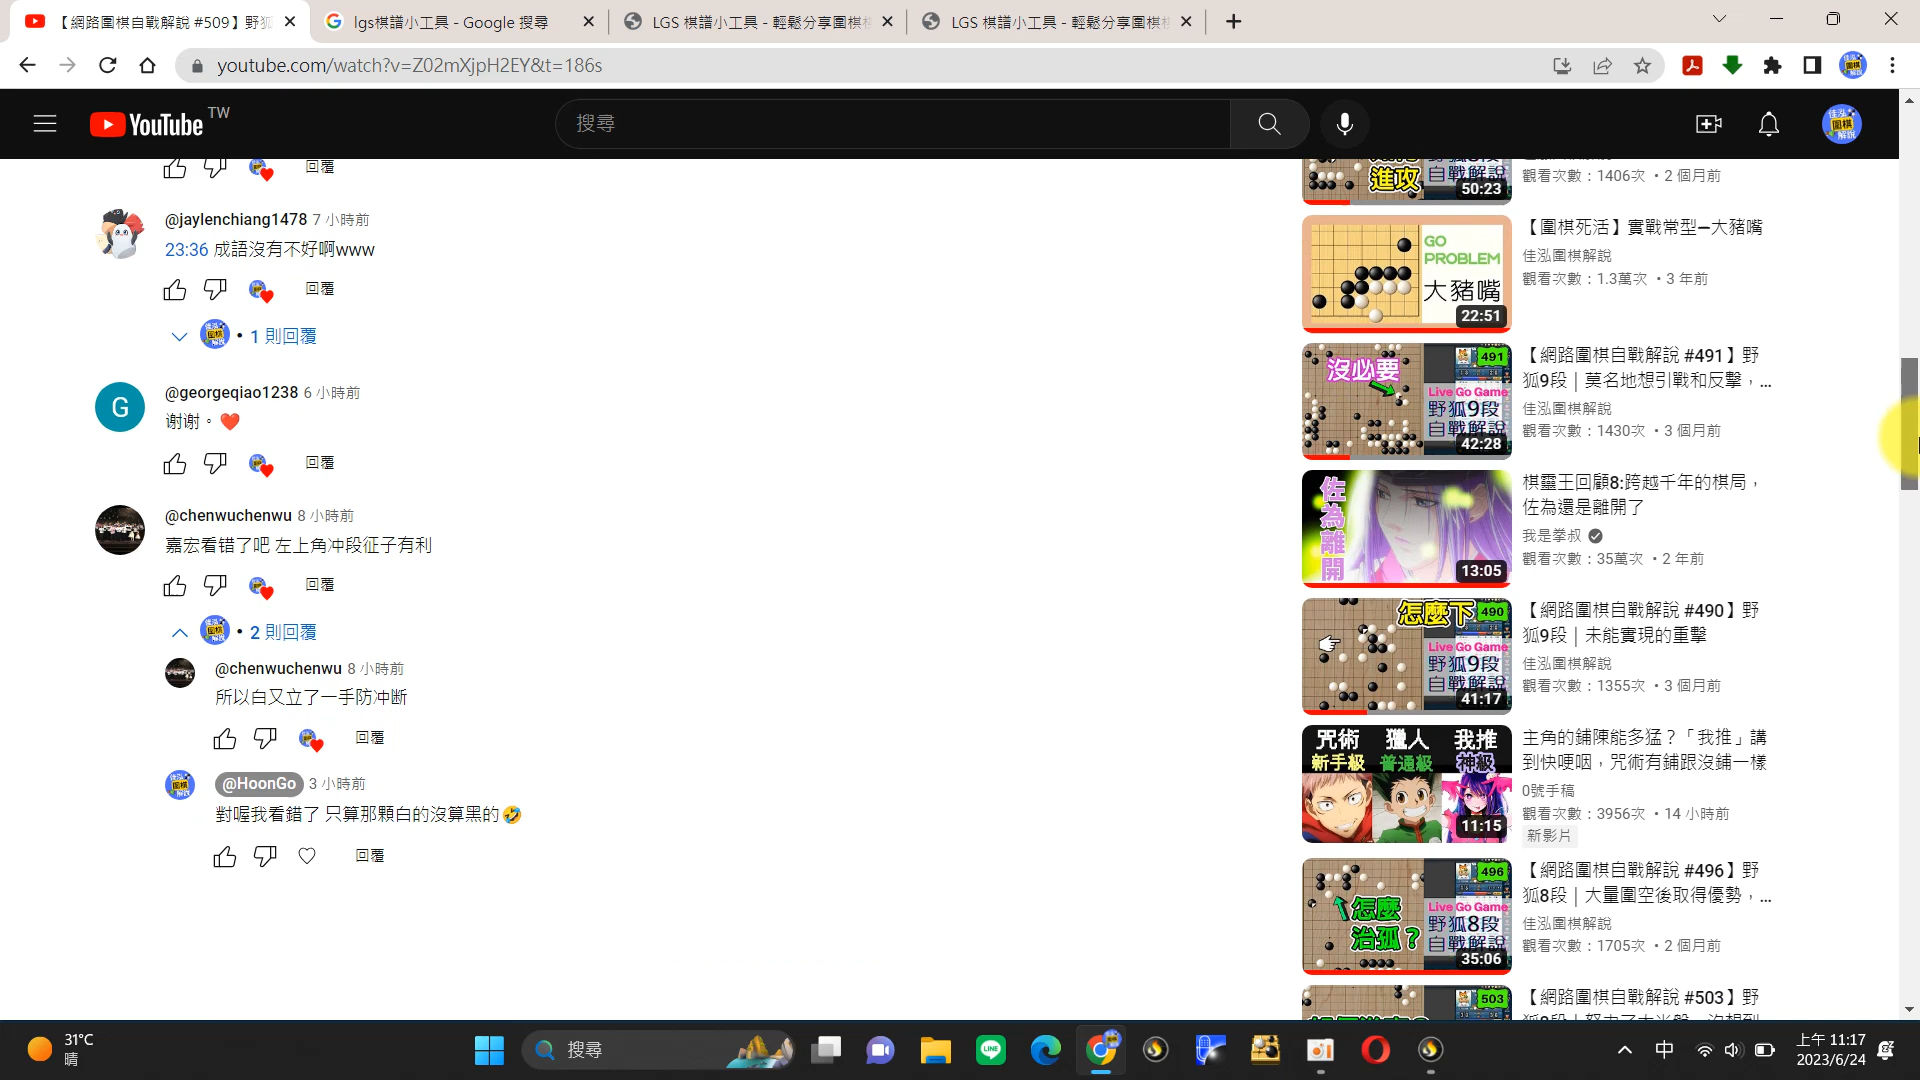 【網路圍棋自戰解說 #509】野狐
lgs棋譜小工具 - Google 搜尋
LGS 棋譜小工具 - 輕鬆分享圍棋棋
LGS 棋譜小工具 - 輕鬆分享圍棋棋
youtube.com/watch?v=Z02mXjpH2EY&t=186s
YouTube TW
搜尋
回覆
@jaylenchiang1478 7 小時前
23:36 成語沒有不好啊www
回覆
• 1 則回覆
@georgeqiao1238 6 小時前
G
谢谢。❤️
回覆
@chenwuchenwu 8 小時前
嘉宏看错了吧 左上角冲段征子有利
回覆
• 2 則回覆
@chenwuchenwu 8 小時前
所以白又立了一手防冲断
回覆
@HoonGo 3 小時前
對喔我看錯了 只算那顆白的沒算黑的🤣
回覆
進攻
自戰解說
50:23
觀看次數：1406次 • 2 個月前
GO
PROBLEM
大豬嘴
22:51
【圍棋死活】實戰常型—大豬嘴
佳泓圍棋解說
觀看次數：1.3萬次 • 3 年前
沒必要
491
Live Go Game
野狐9段
自戰解說
42:28
【網路圍棋自戰解說 #491】野
狐9段｜莫名地想引戰和反擊，...
佳泓圍棋解說
觀看次數：1430次 • 3 個月前
佐為離開
13:05
棋靈王回顧8:跨越千年的棋局，
佐為還是離開了
我是拳叔
觀看次數：35萬次 • 2 年前
怎麼下
490
Live Go Game
野狐9段
自戰解說
41:17
【網路圍棋自戰解說 #490】野
狐9段｜未能實現的重擊
佳泓圍棋解說
觀看次數：1355次 • 3 個月前
咒術 獵人 我推
新手級 普通級 神級
11:15
主角的鋪陳能多猛？「我推」講
到快哽咽，咒術有鋪跟沒鋪一樣
0號手稿
觀看次數：3956次 • 14 小時前
新影片
496
怎麼
治孤？
Live Go Game
野狐8段
自戰解說
35:06
【網路圍棋自戰解說 #496】野
狐8段｜大量圍空後取得優勢，...
佳泓圍棋解說
觀看次數：1705次 • 2 個月前
503
【網路圍棋自戰解說 #503】野
31°C
晴
搜尋
LINE
中
上午 11:17
2023/6/24